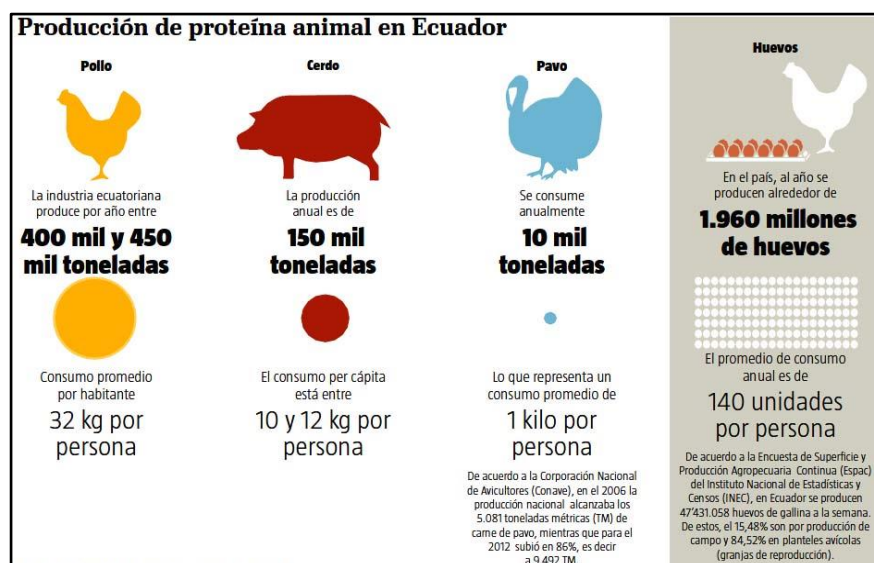 Producción de proteína animal en Ecuador
Pollo
La industria ecuatoriana
produce por año entre
400 mil y 450
mil toneladas
Consumo promedio
por habitante
32 kg por
persona
Cerdo
La producción
anual es de
150 mil
toneladas
El consumo per cápita
está entre
10 y 12 kg por
persona
Pavo
Se consume
anualmente
10 mil
toneladas
Lo que representa un
consumo promedio de
1 kilo por
persona
De acuerdo a la Corporación Nacional
de Avicultores (Conave), en el 2006 la
producción nacional alcanzaba los
5.081 toneladas métricas (TM) de
carne de pavo, mientras que para el
2012 subió en 86%, es decir
a 9.492 TM.
Huevos
En el país, al año se
producen alrededor de
1.960 millones
de huevos
El promedio de consumo
anual es de
140 unidades
por persona
De acuerdo a la Encuesta de Superficie y
Producción Agropecuaria Continua (Espac)
del Instituto Nacional de Estadísticas y
Censos (INEC), en Ecuador se producen
47'431.058 huevos de gallina a la semana.
De estos, el 15,48% son por producción de
campo y 84,52% en planteles avícolas
(granjas de reproducción).